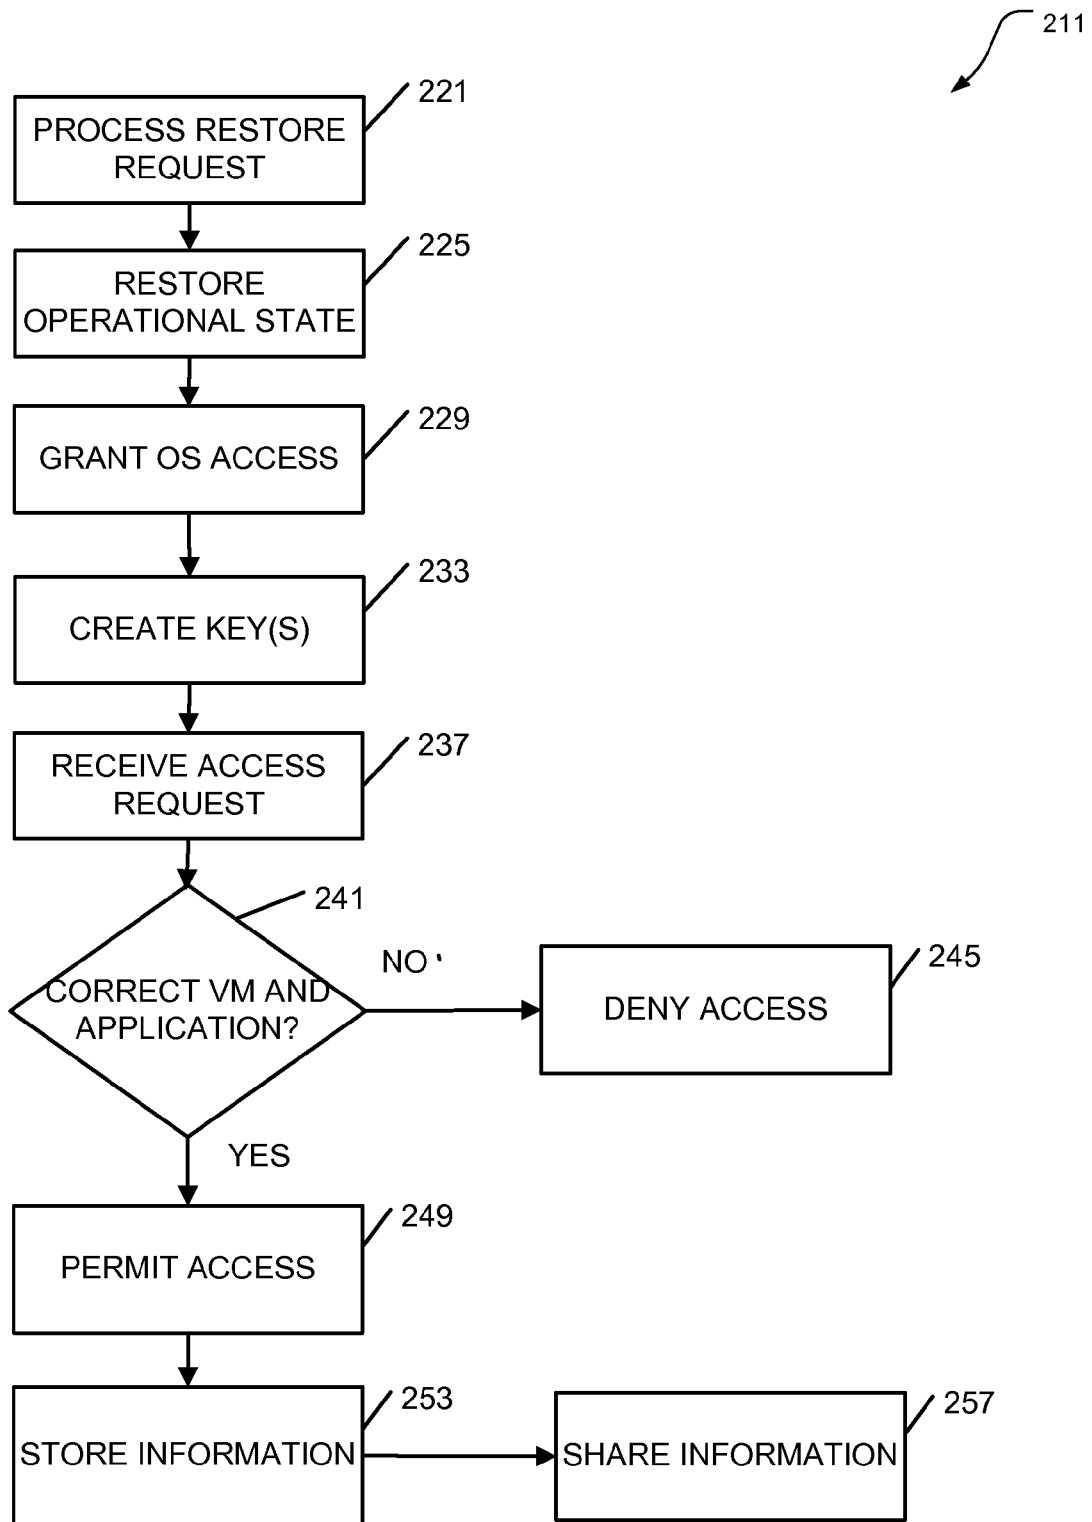 211
221
PROCESS RESTORE
REQUEST
225
RESTORE
OPERATIONAL STATE
229
GRANT OS ACCESS
233
CREATE KEY(S)
237
RECEIVE ACCESS
REQUEST
241
CORRECT VM AND
APPLICATION?
NO
245
DENY ACCESS
YES
249
PERMIT ACCESS
253
STORE INFORMATION
257
SHARE INFORMATION